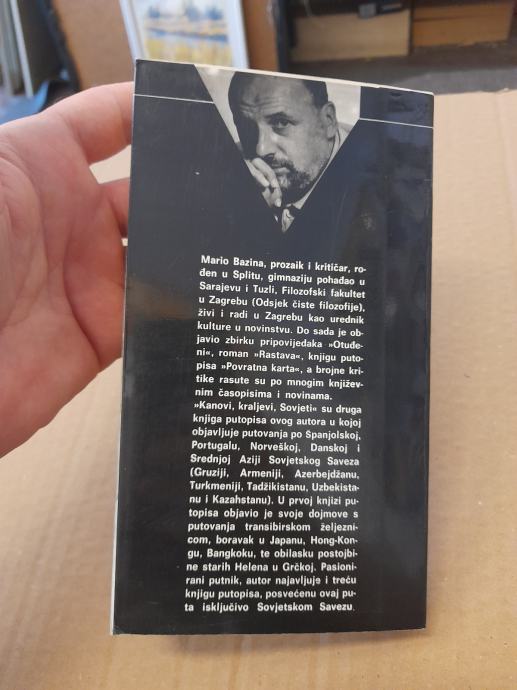 Mario Bazina, prozaik i kritičar, ro-
đen u Splitu, gimnaziju pohađao u
Sarajevu i Tuzli, Filozofski fakultet
u Zagrebu (Odsjek čiste filozofije),
živi i radi u Zagrebu kao urednik
kulture u novinstvu. Do sada je ob-
javio zbirku pripovijedaka »Otuđe-
ni«, roman »Rastava«, knjigu puto-
pisa »Povratna karta«, a brojne kri-
tike rasute su po mnogim književ-
nim časopisima i novinama.
»Kanovi, kraljevi, Sovjeti« su druga
knjiga putopisa ovog autora u kojoj
objavljuje putovanja po Španjolskoj,
Portugalu, Norveškoj, Danskoj i
Srednjoj Aziji Sovjetskog Saveza
(Gruziji, Armeniji, Azerbejdžanu,
Turkmeniji, Tadžikistanu, Uzbekista-
nu i Kazahstanu). U prvoj knjizi pu-
topisa objavio je svoje dojmove s
putovanja transibirskom željezni-
com, boravak u Japanu, Hong-Kon-
gu, Bangkoku, te obilasku postojbi-
ne starih Helena u Grčkoj. Pasioni-
rani putnik, autor najavljuje i treću
knjigu putopisa, posvećenu ovaj pu-
ta isključivo Sovjetskom Savezu.